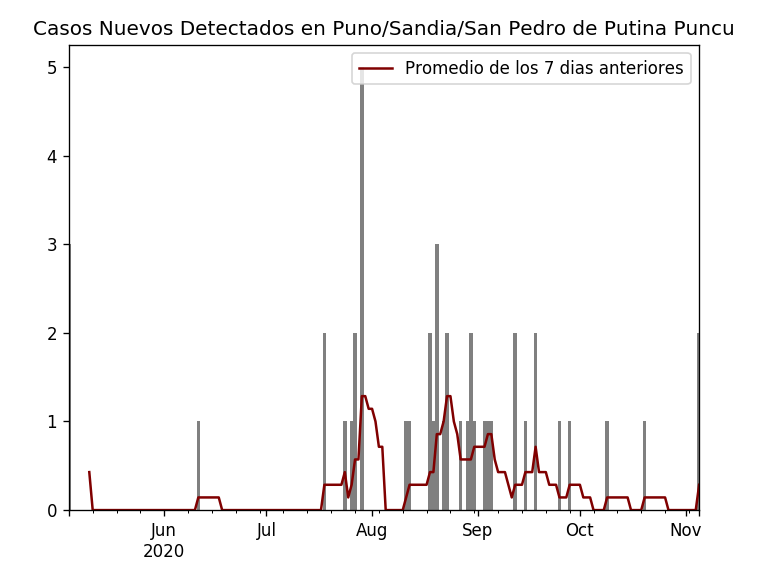 Casos Nuevos Detectados en Puno/Sandia/San Pedro de Putina Puncu
Promedio de los 7 dias anteriores
5
4
3
2
1
0
Jun Jul Aug Sep Oct Nov
2020